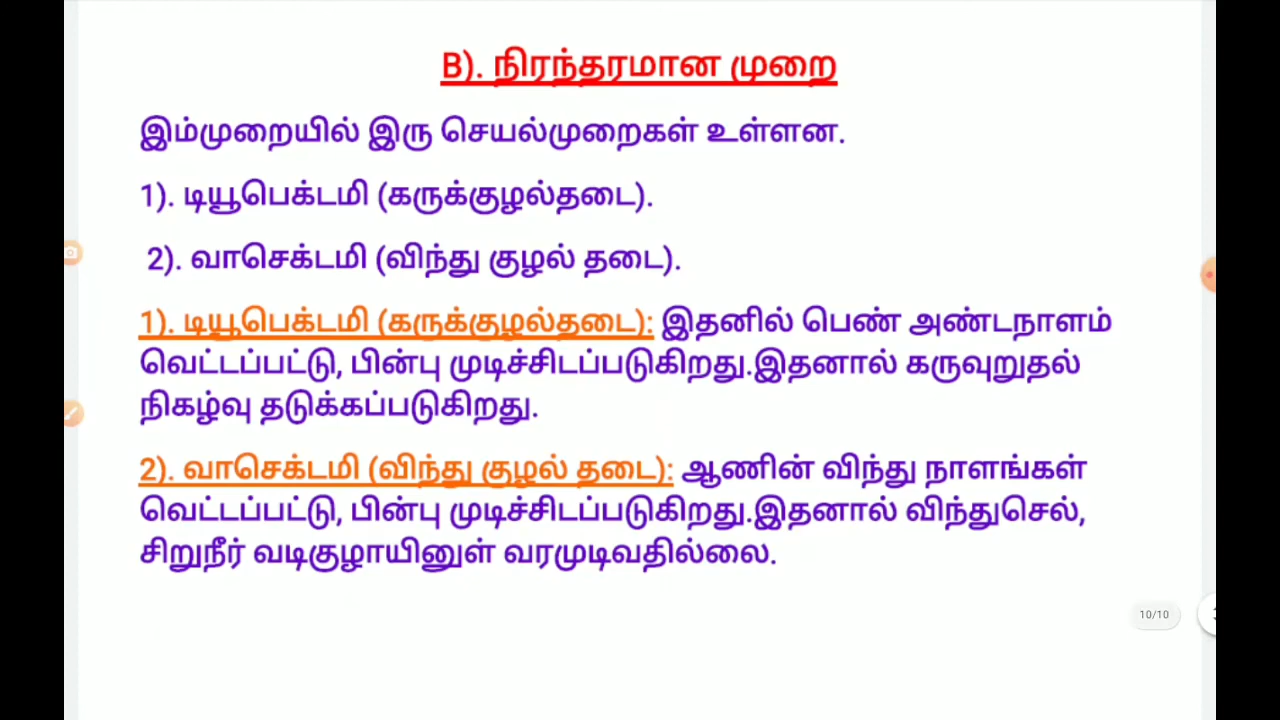 B). நிரந்தரமான முறை
இம்முறையில் இரு செயல்முறைகள் உள்ளன.
1). டியூபெக்டமி (கருக்குழல்தடை).
2). வாசெக்டமி (விந்து குழல் தடை).
1). டியூபெக்டமி (கருக்குழல்தடை): இதனில் பெண் அண்டநாளம்
வெட்டப்பட்டு, பின்பு முடிச்சிடப்படுகிறது.இதனால் கருவுறுதல்
நிகழ்வு தடுக்கப்படுகிறது.
2). வாசெக்டமி (விந்து குழல் தடை): ஆணின் விந்து நாளங்கள்
வெட்டப்பட்டு, பின்பு முடிச்சிடப்படுகிறது.இதனால் விந்துசெல்,
சிறுநீர் வடிகுழாயினுள் வரமுடிவதில்லை.
10/10